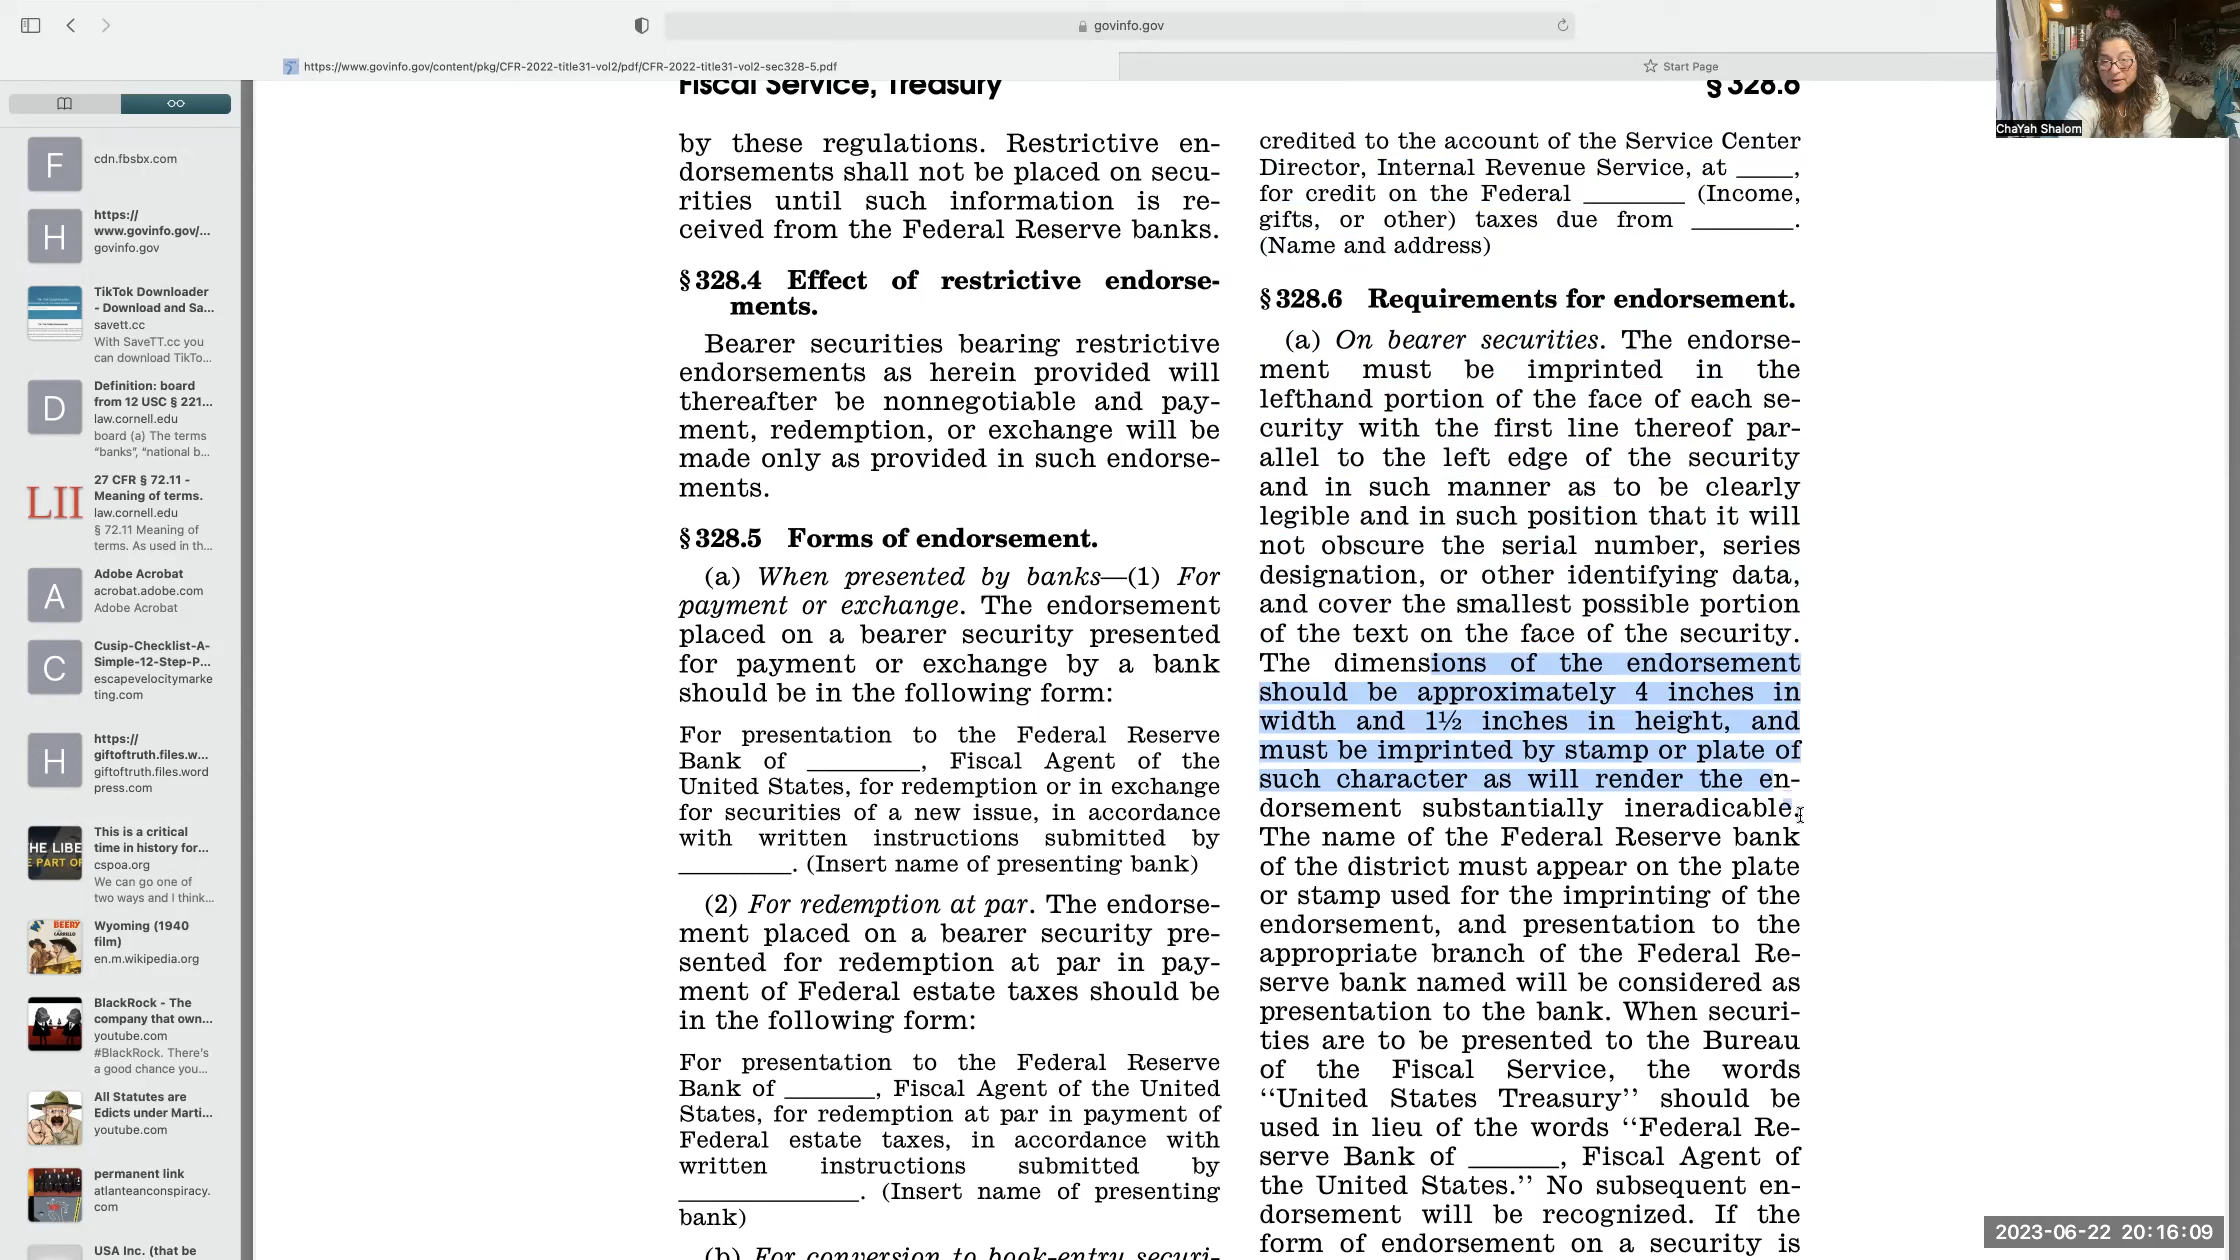 govinfo.gov
https://www.govinfo.gov/content/pkg/CFR-2022-title31-vol2/pdf/CFR-2022-title31-vol2-sec328-5.pdf
Start Page
ChaYah Shalom
F
cdn.fbsbx.com
H
https://
www.govinfo.gov/...
govinfo.gov
TikTok Downloader
- Download and Sa...
savett.cc
With SaveTT.cc you
can download TikTo...
D
Definition: board
from 12 USC § 221...
law.cornell.edu
board (a) The terms
“banks”, “national b...
LII
27 CFR § 72.11 -
Meaning of terms.
law.cornell.edu
§ 72.11 Meaning of
terms. As used in th...
A
Adobe Acrobat
acrobat.adobe.com
Adobe Acrobat
C
Cusip-Checklist-A-
Simple-12-Step-P...
escapevelocitymarke
ting.com
H
https://
giftoftruth.files.w...
giftoftruth.files.word
press.com
HE LIBE
E PART OF
This is a critical
time in history for...
cspoa.org
We can go one of
two ways and I think...
BEERY
CARRILLO
Wyoming (1940
film)
en.m.wikipedia.org
BlackRock - The
company that own...
youtube.com
#BlackRock. There's
a good chance you...
All Statutes are
Edicts under Marti...
youtube.com
permanent link
atlanteanconspiracy.
com
USA Inc. (that be
Fiscal Service, Treasury
§ 328.6
by these regulations. Restrictive en-
dorsements shall not be placed on secu-
rities until such information is re-
ceived from the Federal Reserve banks.
§ 328.4 Effect of restrictive endorse-
ments.
Bearer securities bearing restrictive
endorsements as herein provided will
thereafter be nonnegotiable and pay-
ment, redemption, or exchange will be
made only as provided in such endorse-
ments.
§ 328.5 Forms of endorsement.
(a) When presented by banks—(1) For
payment or exchange. The endorsement
placed on a bearer security presented
for payment or exchange by a bank
should be in the following form:
For presentation to the Federal Reserve
Bank of ________, Fiscal Agent of the
United States, for redemption or in exchange
for securities of a new issue, in accordance
with written instructions submitted by
________. (Insert name of presenting bank)
(2) For redemption at par. The endorse-
ment placed on a bearer security pre-
sented for redemption at par in pay-
ment of Federal estate taxes should be
in the following form:
For presentation to the Federal Reserve
Bank of ______, Fiscal Agent of the United
States, for redemption at par in payment of
Federal estate taxes, in accordance with
written instructions submitted by
____________. (Insert name of presenting
bank)
(b) For conversion to book-entry securi-
credited to the account of the Service Center
Director, Internal Revenue Service, at ____,
for credit on the Federal _______ (Income,
gifts, or other) taxes due from _______.
(Name and address)
§ 328.6 Requirements for endorsement.
(a) On bearer securities. The endorse-
ment must be imprinted in the
lefthand portion of the face of each se-
curity with the first line thereof par-
allel to the left edge of the security
and in such manner as to be clearly
legible and in such position that it will
not obscure the serial number, series
designation, or other identifying data,
and cover the smallest possible portion
of the text on the face of the security.
The dimensions of the endorsement
should be approximately 4 inches in
width and 1½ inches in height, and
must be imprinted by stamp or plate of
such character as will render the en-
dorsement substantially ineradicable.
The name of the Federal Reserve bank
of the district must appear on the plate
or stamp used for the imprinting of the
endorsement, and presentation to the
appropriate branch of the Federal Re-
serve bank named will be considered as
presentation to the bank. When securi-
ties are to be presented to the Bureau
of the Fiscal Service, the words
‘‘United States Treasury’’ should be
used in lieu of the words ‘‘Federal Re-
serve Bank of ______, Fiscal Agent of
the United States.’’ No subsequent en-
dorsement will be recognized. If the
form of endorsement on a security is
2023-06-22 20:16:09